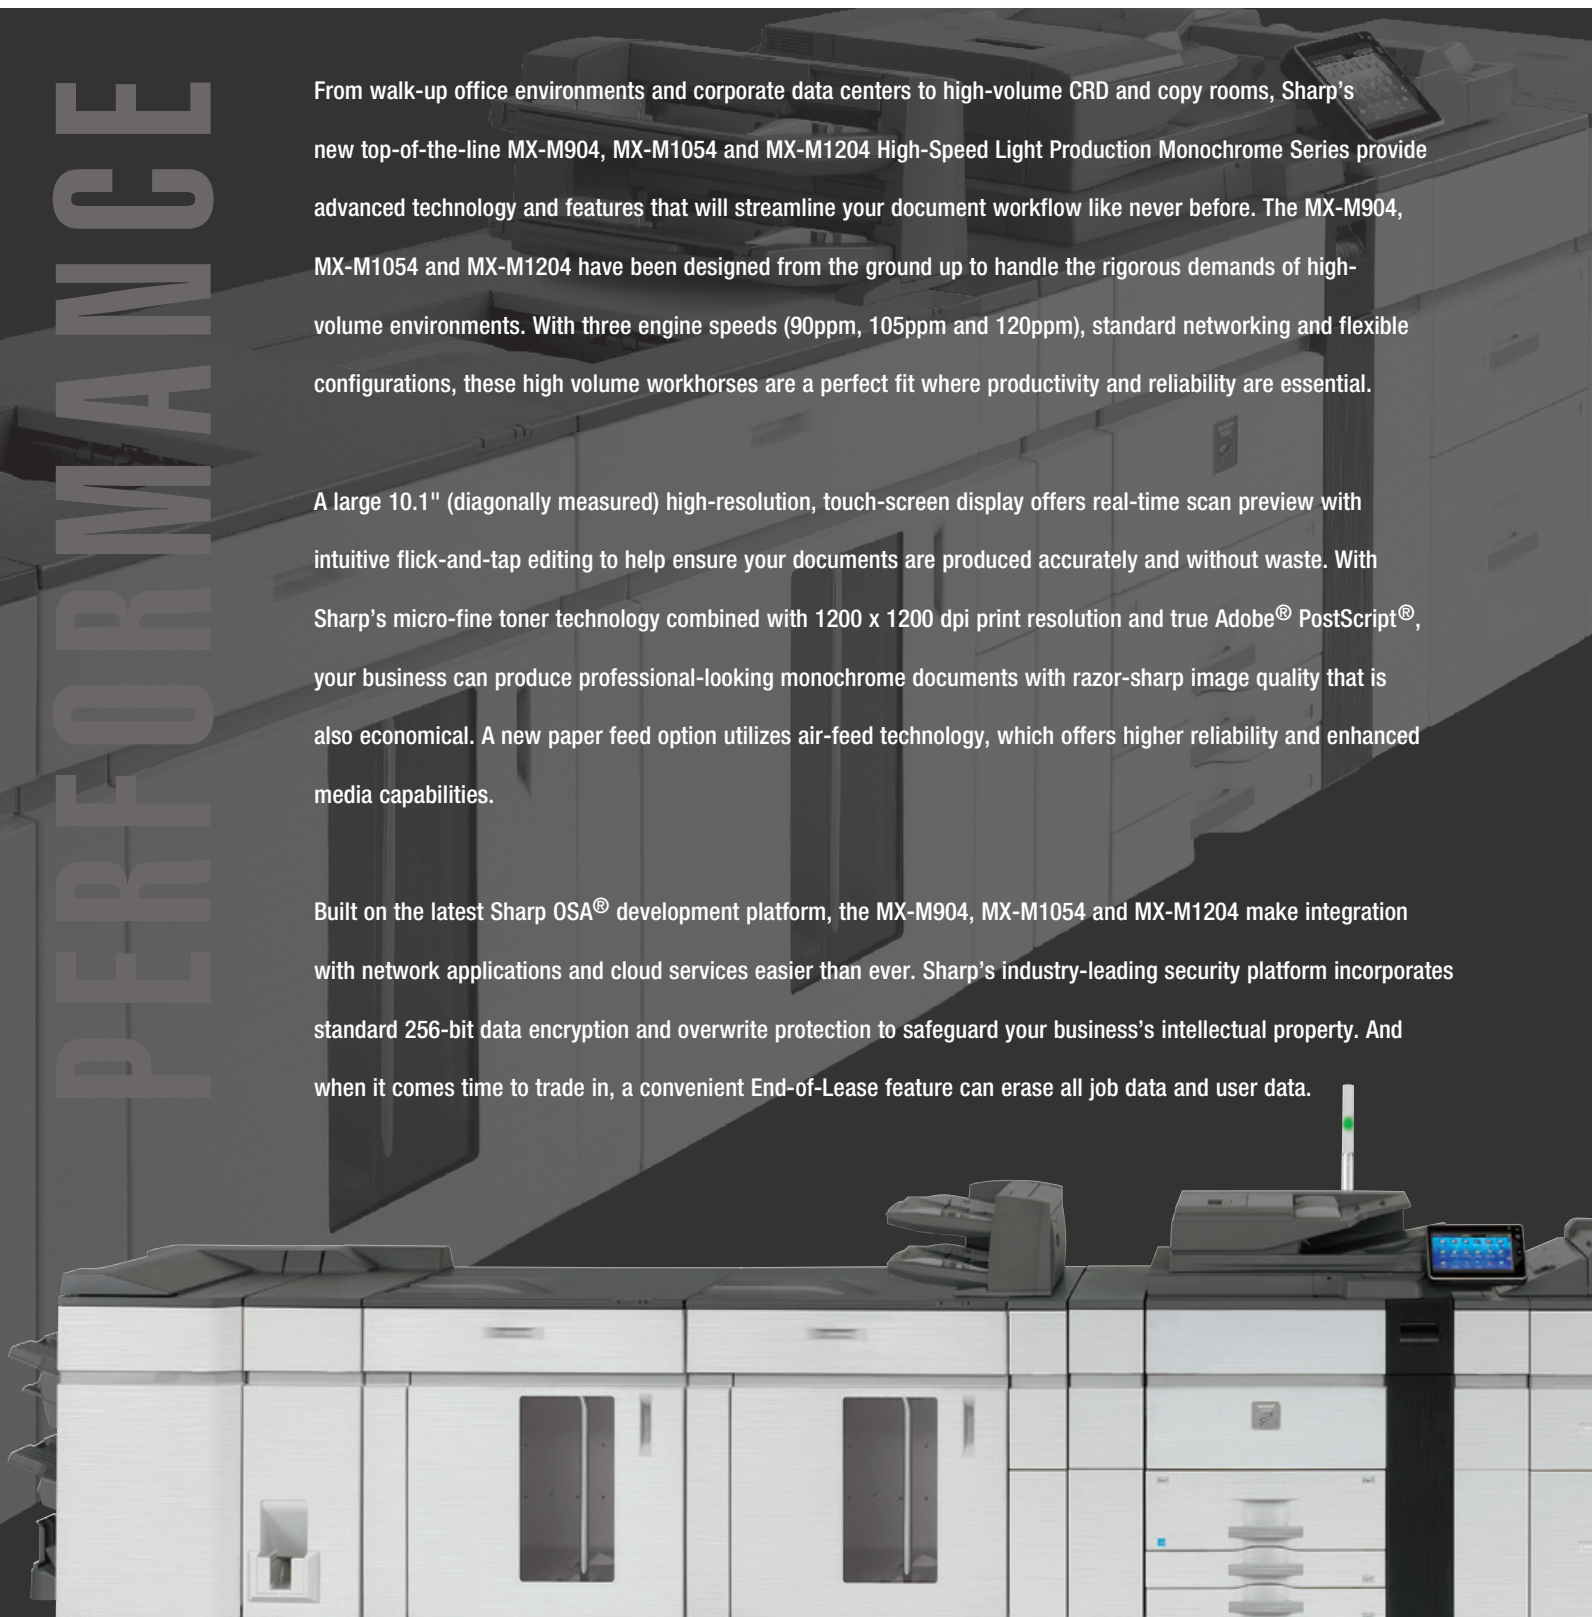 PERFORMANCE
From walk-up office environments and corporate data centers to high-volume CRD and copy rooms, Sharp's
new top-of-the-line MX-M904, MX-M1054 and MX-M1204 High-Speed Light Production Monochrome Series provide
advanced technology and features that will streamline your document workflow like never before. The MX-M904,
MX-M1054 and MX-M1204 have been designed from the ground up to handle the rigorous demands of high-
volume environments. With three engine speeds (90ppm, 105ppm and 120ppm), standard networking and flexible
configurations, these high volume workhorses are a perfect fit where productivity and reliability are essential.
A large 10.1" (diagonally measured) high-resolution, touch-screen display offers real-time scan preview with
intuitive flick-and-tap editing to help ensure your documents are produced accurately and without waste. With
Sharp's micro-fine toner technology combined with 1200 x 1200 dpi print resolution and true Adobe® PostScript®,
your business can produce professional-looking monochrome documents with razor-sharp image quality that is
also economical. A new paper feed option utilizes air-feed technology, which offers higher reliability and enhanced
media capabilities.
Built on the latest Sharp OSA® development platform, the MX-M904, MX-M1054 and MX-M1204 make integration
with network applications and cloud services easier than ever. Sharp's industry-leading security platform incorporates
standard 256-bit data encryption and overwrite protection to safeguard your business's intellectual property. And
when it comes time to trade in, a convenient End-of-Lease feature can erase all job data and user data.